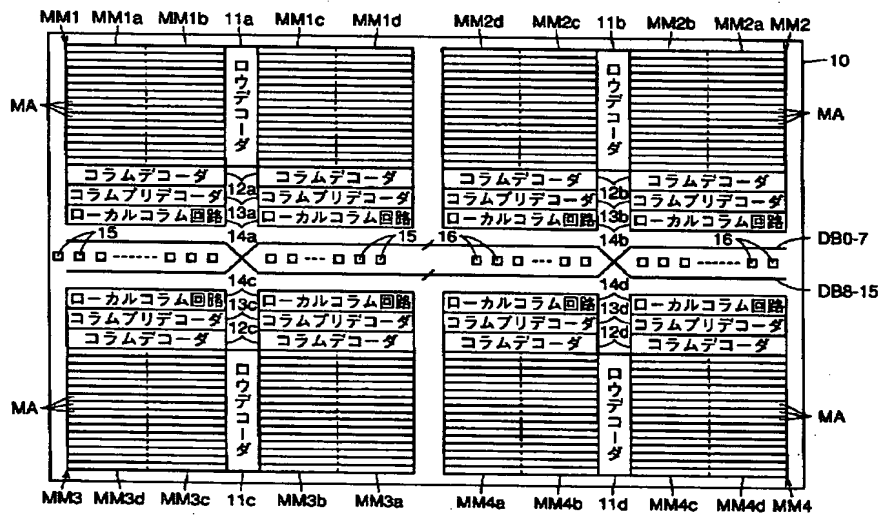 MM1 MM1a MM1b 11a MM1c MM1d MM2d MM2c 11b MM2b MM2a MM2
10
MA ロウデコーダ ロウデコーダ MA
コラムデコーダ 12a コラムデコーダ コラムデコーダ 12b コラムデコーダ
コラムプリデコーダ 13a コラムプリデコーダ コラムプリデコーダ 13b コラムプリデコーダ
ローカルコラム回路 ローカルコラム回路 ローカルコラム回路 ローカルコラム回路
15 14a 15 16 14b 16 DB0-7
14c 14d DB8-15
ローカルコラム回路 13c ローカルコラム回路 ローカルコラム回路 13d ローカルコラム回路
コラムプリデコーダ 12c コラムプリデコーダ コラムプリデコーダ 12d コラムプリデコーダ
コラムデコーダ コラムデコーダ コラムデコーダ コラムデコーダ
MA ロウデコーダ ロウデコーダ MA
MM3 MM3d MM3c 11c MM3b MM3a MM4a MM4b 11d MM4c MM4d MM4